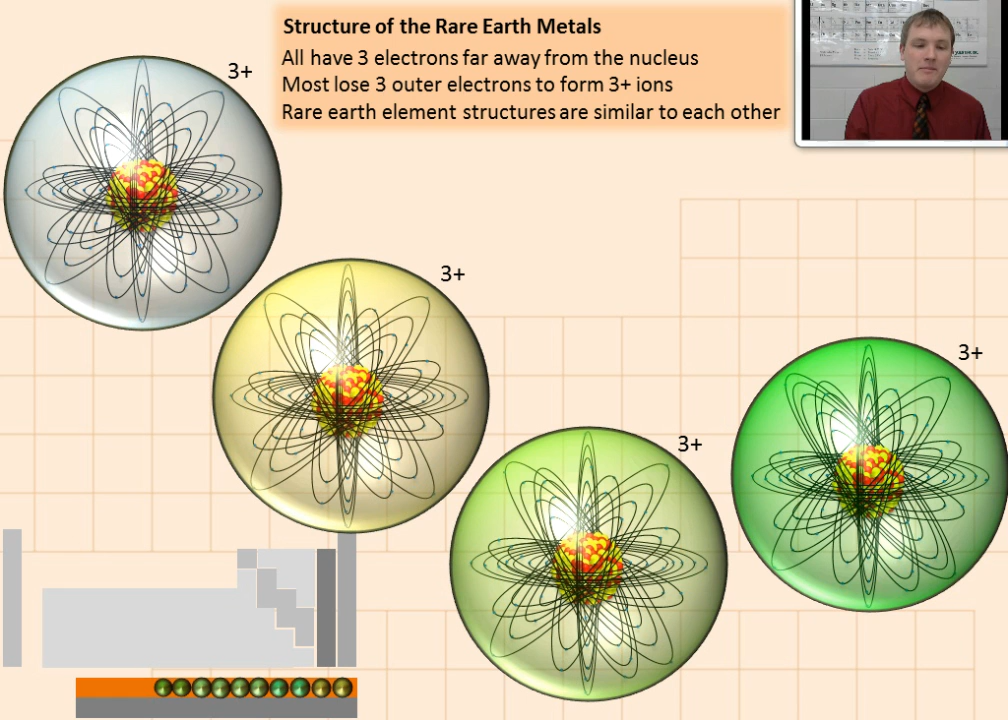 Structure of the Rare Earth Metals
All have 3 electrons far away from the nucleus
Most lose 3 outer electrons to form 3+ ions
Rare earth element structures are similar to each other
3+
3+
3+
3+